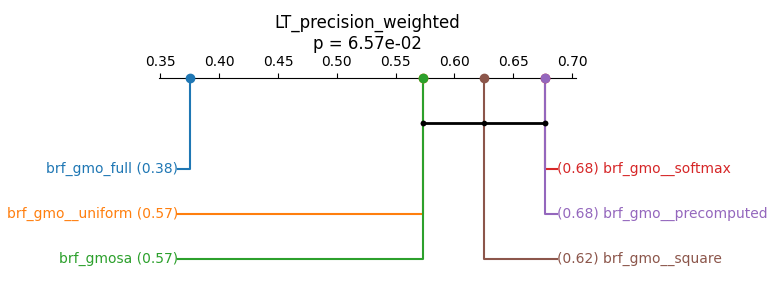 LT_precision_weighted
p = 6.57e-02
0.35 0.40 0.45 0.50 0.55 0.60 0.65 0.70
brf_gmo_full (0.38) (0.68) brf_gmo__softmax
brf_gmo__uniform (0.57) (0.68) brf_gmo__precomputed
brf_gmosa (0.57) (0.62) brf_gmo__square